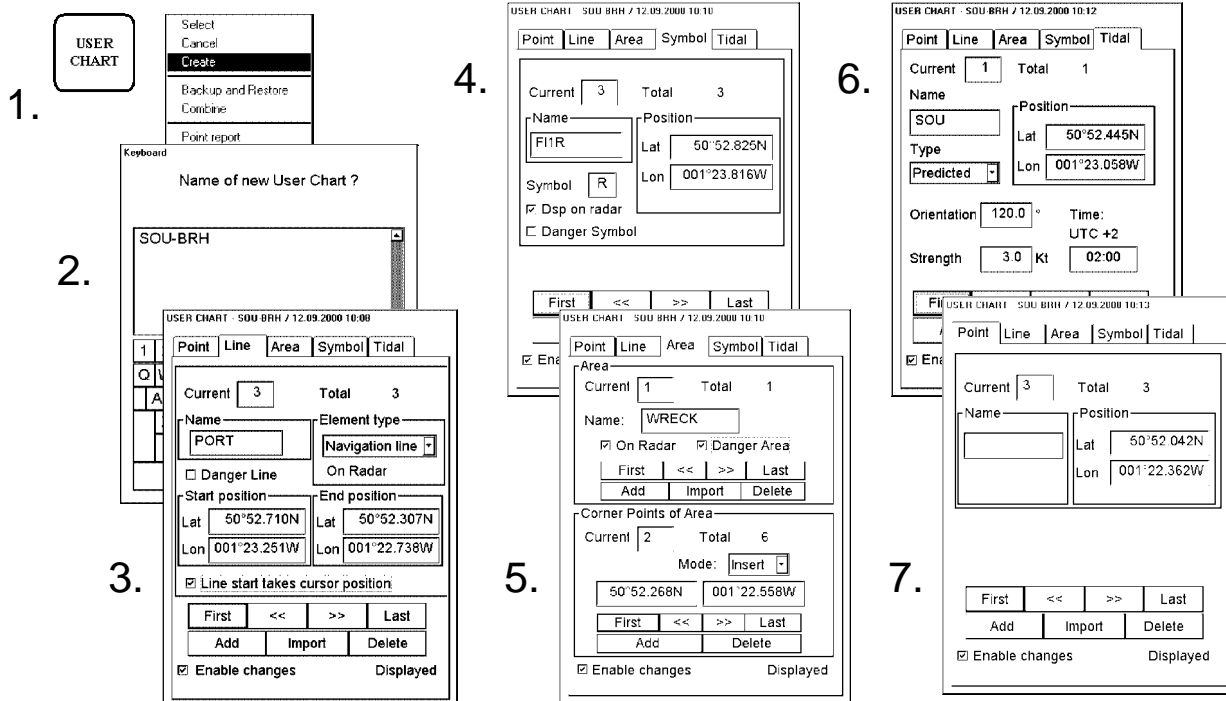 1.
USER
CHART
Select
Cancel
Create
Backup and Restore
Combine
Point report
2.
Keyboard
Name of new User Chart ?
SOU-BRH
1
Q
A
3.
USER CHART - SOU-BRH / 12.09.2000 10:08
Point Line Area Symbol Tidal
Current 3 Total 3
Name Element type
PORT Navigation line
Danger Line On Radar
Start position End position
Lat 50°52.710N Lat 50°52.307N
Lon 001°23.251W Lon 001°22.738W
Line start takes cursor position
First << >> Last
Add Import Delete
Enable changes Displayed
4.
USER CHART - SOU-BRH / 12.09.2000 10:10
Point Line Area Symbol Tidal
Current 3 Total 3
Name Position
Fl1R Lat 50°52.825N
Lon 001°23.816W
Symbol R
Dsp on radar
Danger Symbol
First << >> Last
Ena
5.
USER CHART SOU BRH / 12.09.2000 10:10
Point Line Area Symbol Tidal
Area
Current 1 Total 1
Name: WRECK
On Radar Danger Area
First << >> Last
Add Import Delete
Corner Points of Area
Current 2 Total 6
Mode: Insert
50°52.268N 001°22.558W
First << >> Last
Add Delete
Enable changes Displayed
6.
USER CHART - SOU-BRH / 12.09.2000 10:12
Point Line Area Symbol Tidal
Current 1 Total 1
Name Position
SOU Lat 50°52.445N
Type
Predicted Lon 001°23.058W
Orientation 120.0 ° Time:
UTC +2
Strength 3.0 Kt 02:00
Fi
A
Ena
7.
USER CHART SOU BRH / 12.09.2000 10:13
Point Line Area Symbol Tidal
Current 3 Total 3
Name Position
Lat 50°52.042N
Lon 001°22.362W
First << >> Last
Add Import Delete
Enable changes Displayed